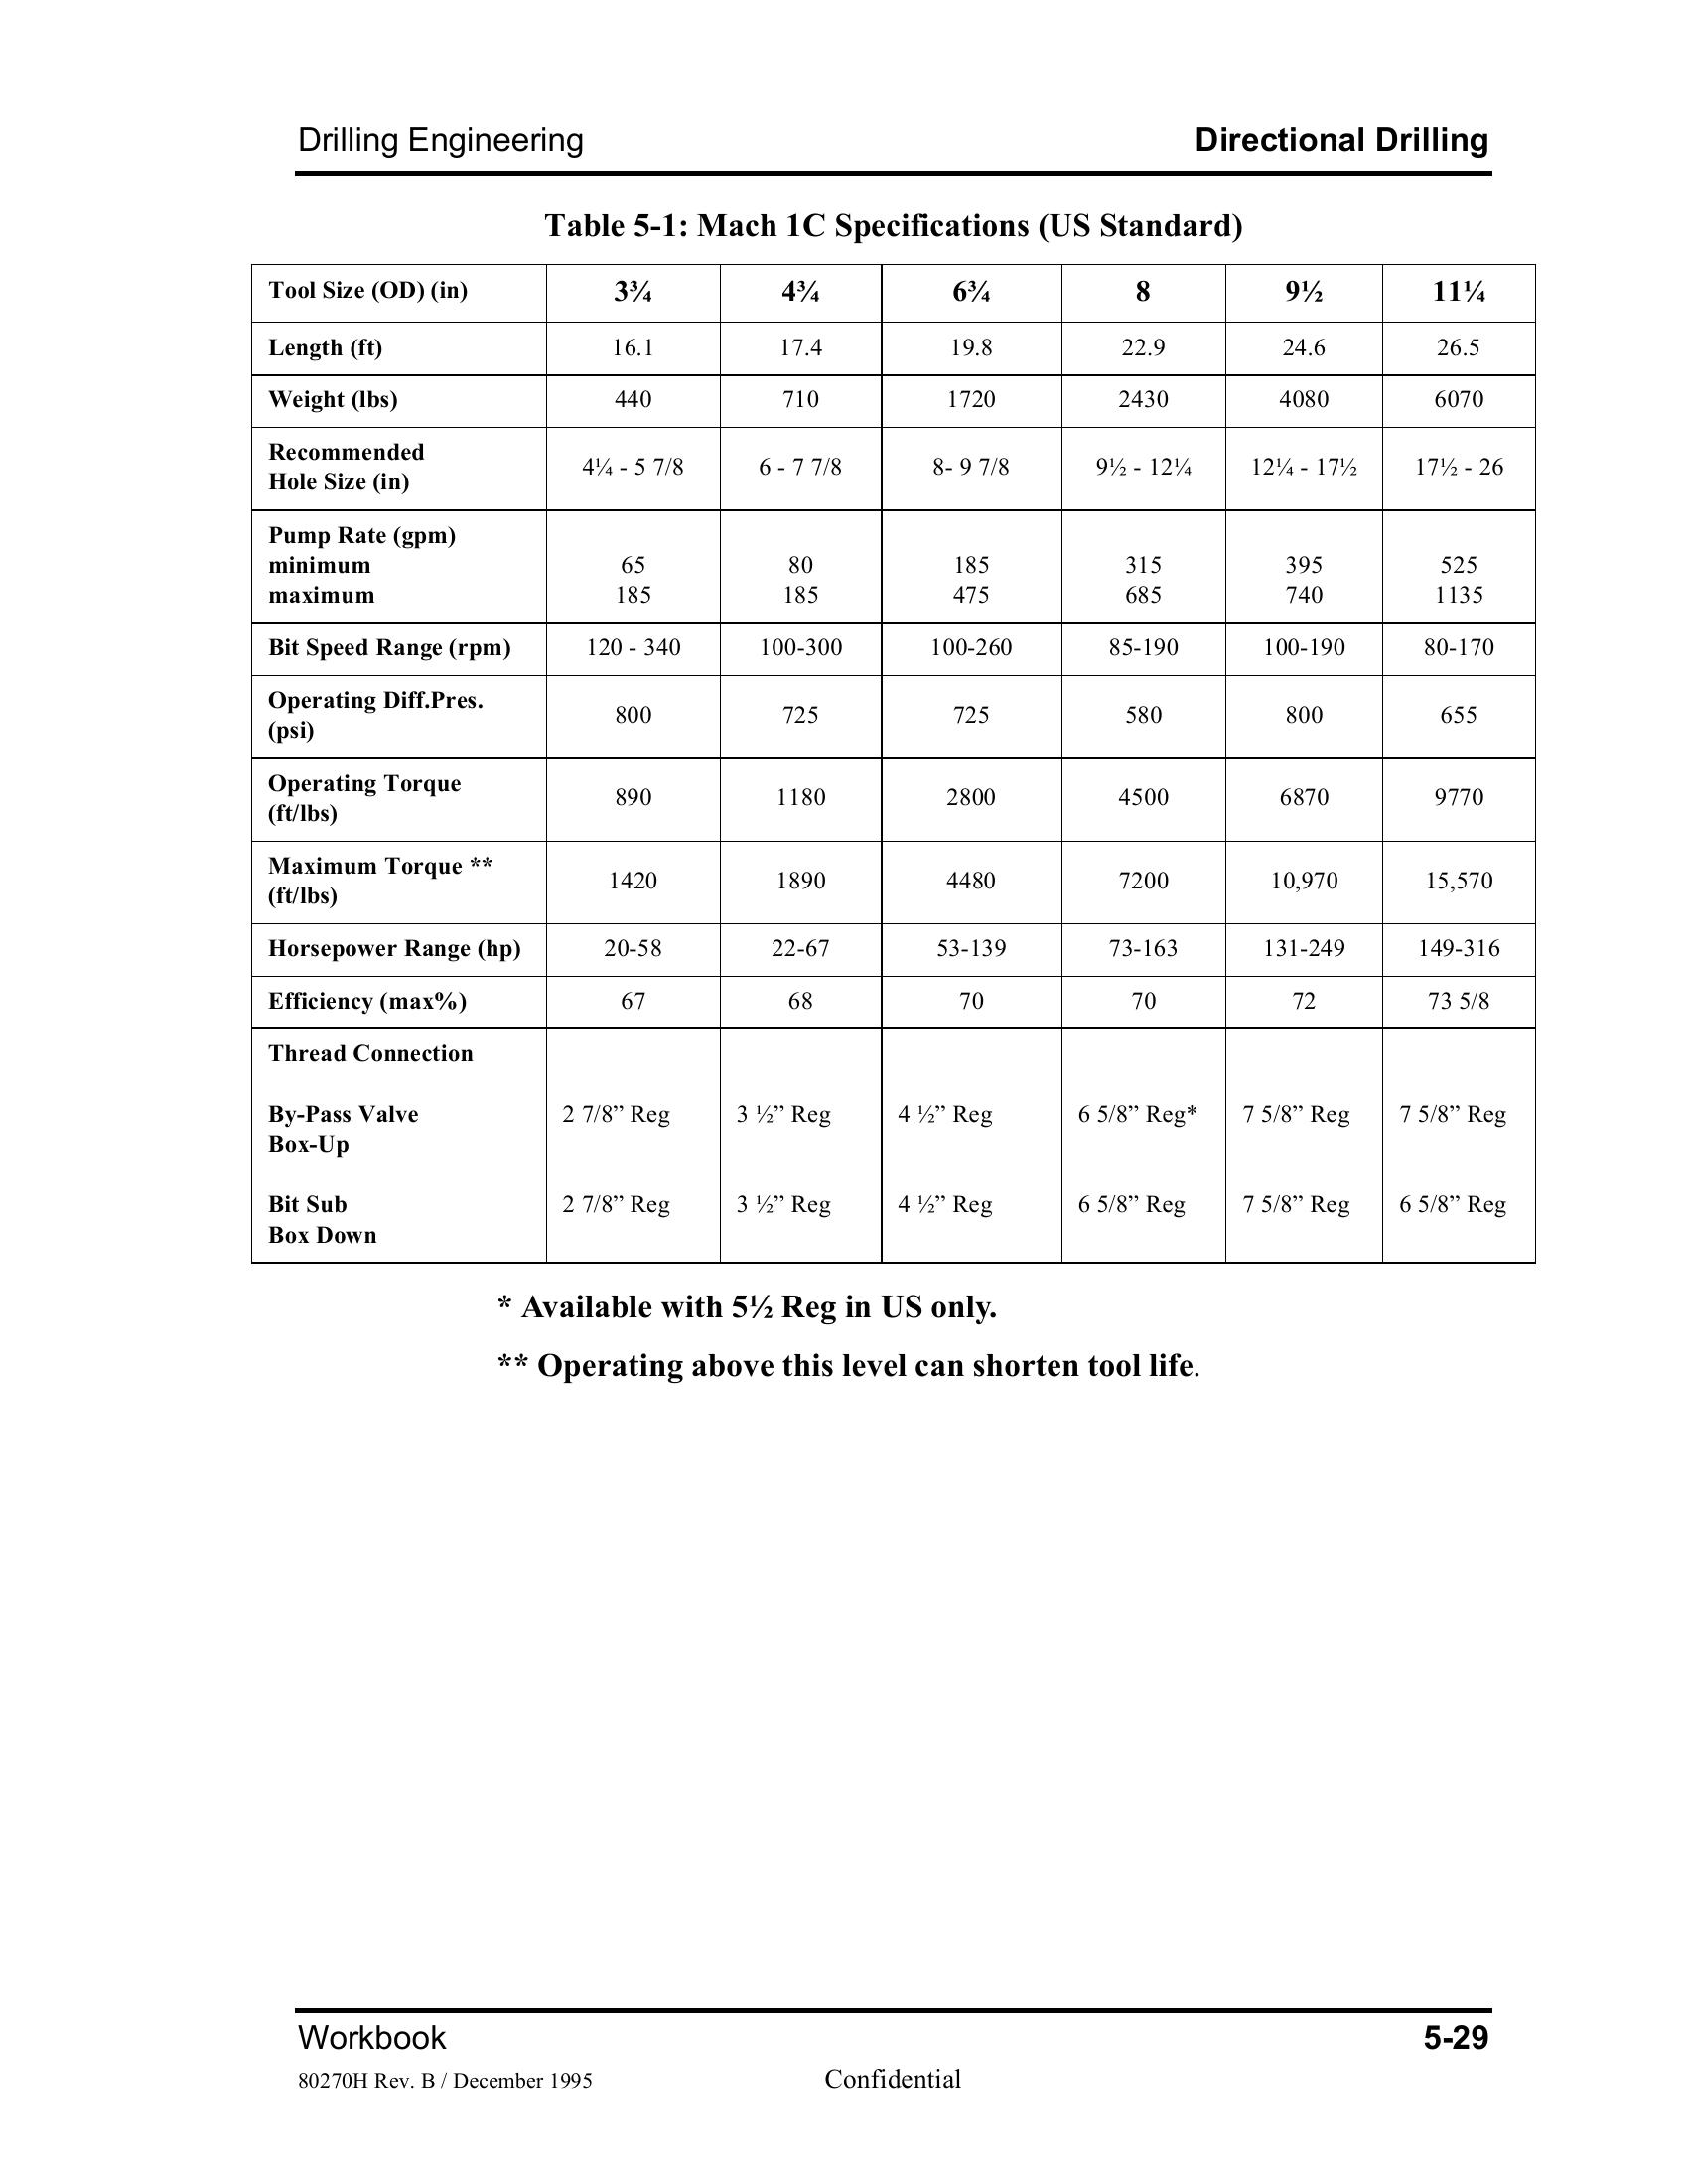 Drilling Engineering Directional Drilling
Table 5-1: Mach 1C Specifications (US Standard)
Tool Size (OD) (in) 3¾ 4¾ 6¾ 8 9½ 11¼
Length (ft) 16.1 17.4 19.8 22.9 24.6 26.5
Weight (lbs) 440 710 1720 2430 4080 6070
Recommended
Hole Size (in) 4¼ - 5 7/8 6 - 7 7/8 8- 9 7/8 9½ - 12¼ 12¼ - 17½ 17½ - 26
Pump Rate (gpm)
minimum 65 80 185 315 395 525
maximum 185 185 475 685 740 1135
Bit Speed Range (rpm) 120 - 340 100-300 100-260 85-190 100-190 80-170
Operating Diff.Pres.
(psi) 800 725 725 580 800 655
Operating Torque
(ft/lbs) 890 1180 2800 4500 6870 9770
Maximum Torque **
(ft/lbs) 1420 1890 4480 7200 10,970 15,570
Horsepower Range (hp) 20-58 22-67 53-139 73-163 131-249 149-316
Efficiency (max%) 67 68 70 70 72 73 5/8
Thread Connection
By-Pass Valve 2 7/8” Reg 3 ½” Reg 4 ½” Reg 6 5/8” Reg* 7 5/8” Reg 7 5/8” Reg
Box-Up
Bit Sub 2 7/8” Reg 3 ½” Reg 4 ½” Reg 6 5/8” Reg 7 5/8” Reg 6 5/8” Reg
Box Down
* Available with 5½ Reg in US only.
** Operating above this level can shorten tool life.
Workbook 5-29
80270H Rev. B / December 1995 Confidential